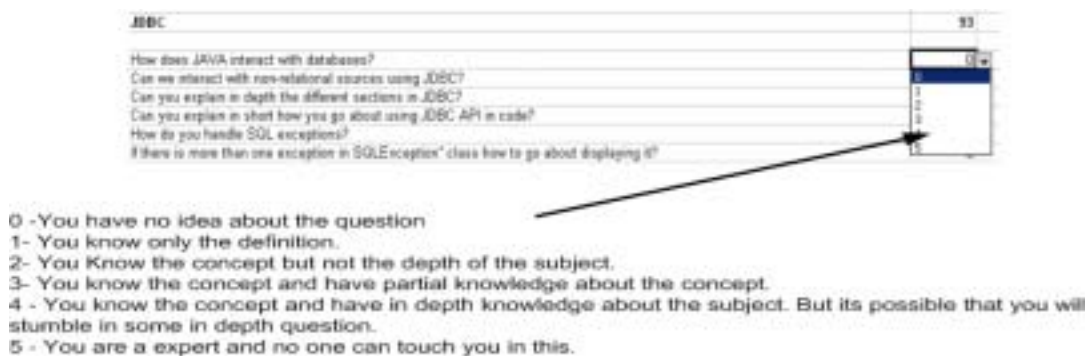 JDBC 93
How does JAVA interact with databases? 0
Can we interact with non-relational sources using JDBC? 0
Can you explain in depth the different sections in JDBC? 1
Can you explain in short how you go about using JDBC API in code? 2
How do you handle SQL exceptions?
If there is more than one exception in SQLException" class how to go about displaying it? 5
0 -You have no idea about the question
1- You know only the definition.
2- You Know the concept but not the depth of the subject.
3- You know the concept and have partial knowledge about the concept.
4 - You know the concept and have in depth knowledge about the subject. But its possible that you will
stumble in some in depth question.
5 - You are a expert and no one can touch you in this.